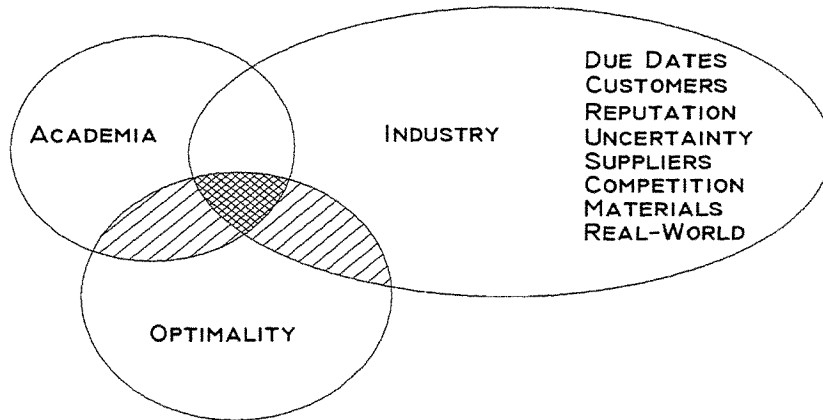 ACADEMIA
INDUSTRY
DUE DATES
CUSTOMERS
REPUTATION
UNCERTAINTY
SUPPLIERS
COMPETITION
MATERIALS
REAL-WORLD
OPTIMALITY